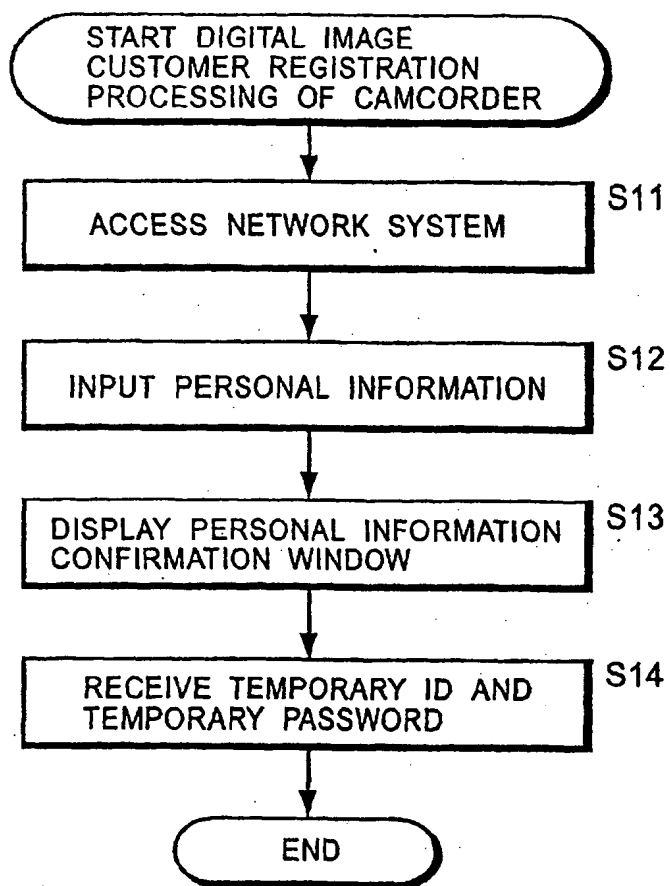 START DIGITAL IMAGE
CUSTOMER REGISTRATION
PROCESSING OF CAMCORDER
S11
ACCESS NETWORK SYSTEM
S12
INPUT PERSONAL INFORMATION
S13
DISPLAY PERSONAL INFORMATION
CONFIRMATION WINDOW
S14
RECEIVE TEMPORARY ID AND
TEMPORARY PASSWORD
END